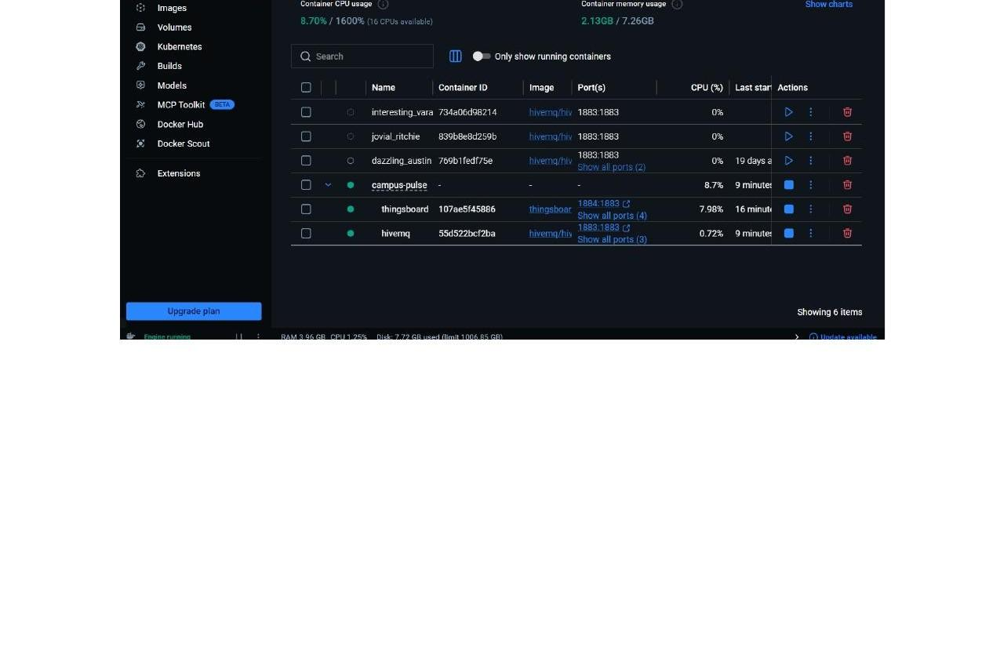 Images
Volumes
Kubernetes
Builds
Models
MCP Toolkit BETA
Docker Hub
Docker Scout
Extensions
Upgrade plan
Engine running
Container CPU usage
8.70% / 1600% (16 CPUs available)
Container memory usage
2.13GB / 7.26GB
Show charts
Search
Only show running containers
Name Container ID Image Port(s) CPU (%) Last star Actions
interesting_vara 734a06d98214 hivemq/hiv 1883:1883 0%
jovial_ritchie 839b8e8d259b hivemq/hiv 1883:1883 0%
dazzling_austin 769b1fedf75e hivemq/hiv 1883:1883 0% 19 days a
Show all ports (2)
campus-pulse - - - 8.7% 9 minutes
thingsboard 107ae5f45886 thingsboar 1884:1883 7.98% 16 minut
Show all ports (4)
hivemq 55d522bcf2ba hivemq/hiv 1883:1883 0.72% 9 minutes
Show all ports (3)
Showing 6 items
RAM 3.96 GB CPU 1.25% Disk: 7.72 GB used (limit 1006.85 GB)
Update available